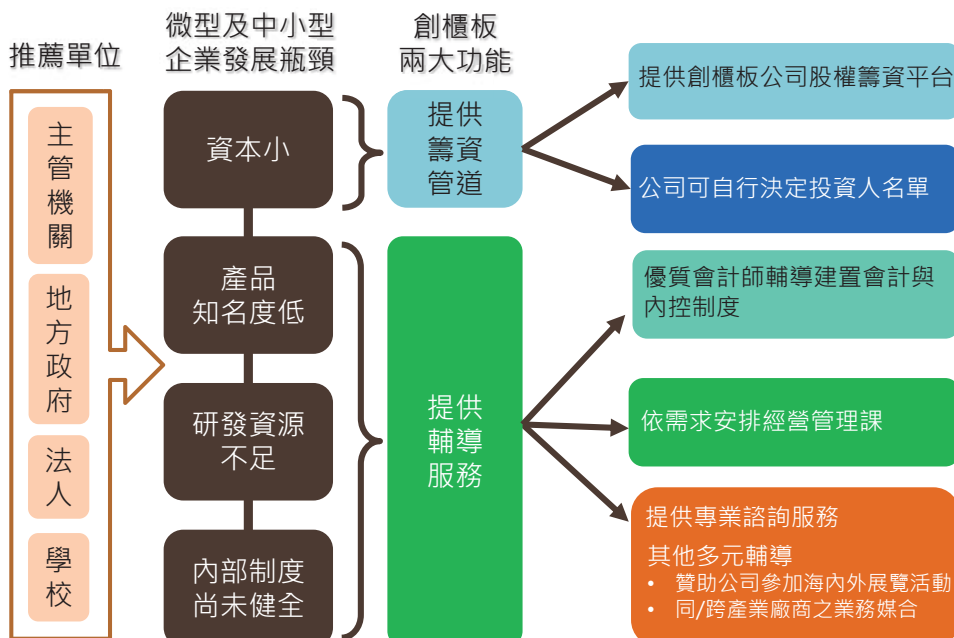 推薦單位
主管機關
地方政府
法人
學校
微型及中小型
企業發展瓶頸
資本小
產品
知名度低
研發資源
不足
內部制度
尚未健全
創櫃板
兩大功能
提供
籌資
管道
提供
輔導
服務
提供創櫃板公司股權籌資平台
公司可自行決定投資人名單
優質會計師輔導建置會計與
內控制度
依需求安排經營管理課
提供專業諮詢服務
其他多元輔導
• 贊助公司參加海內外展覽活動
• 同/跨產業廠商之業務媒合